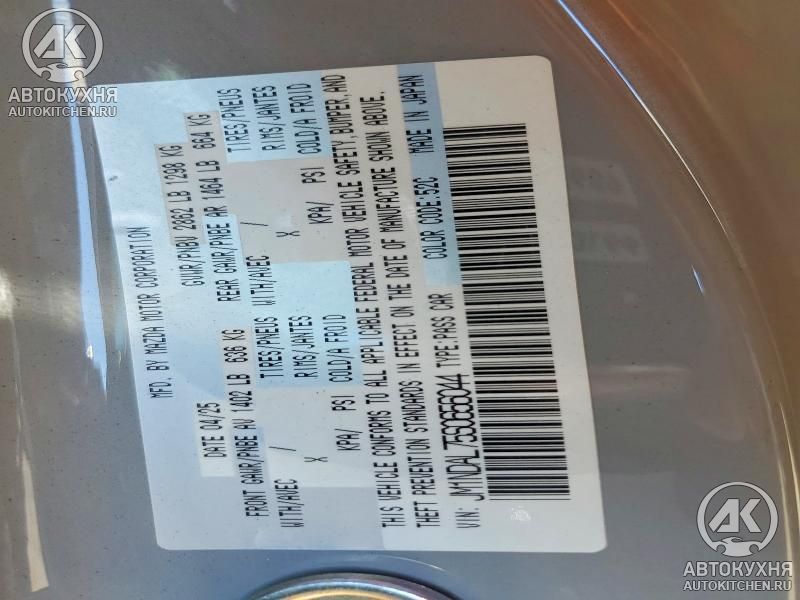 MFD. BY MAZDA MOTOR CORPORATION
DATE 04/25 GVWR/PNBV 2862 LB 1298 KG
FRONT GAWR/PNBE AV 1402 LB 636 KG REAR GAWR/PNBE AR 1464 LB 664 KG
WITH/AVEC / TIRES/PNEUS WITH/AVEC / TIRES/PNEUS
X RIMS/JANTES X RIMS/JANTES
KPA/ PSI COLD/A FROID KPA/ PSI COLD/A FROID
THIS VEHICLE CONFORMS TO ALL APPLICABLE FEDERAL MOTOR VEHICLE SAFETY, BUMPER, AND
THEFT PREVENTION STANDARDS IN EFFECT ON THE DATE OF MANUFACTURE SHOWN ABOVE.
VIN: JM1NDAL75S0656044 TYPE:PASS CAR COLOR CODE:52C MADE IN JAPAN
АК
АВТОКУХНЯ
AUTOKITCHEN.RU
АК
АВТОКУХНЯ
AUTOKITCHEN.RU